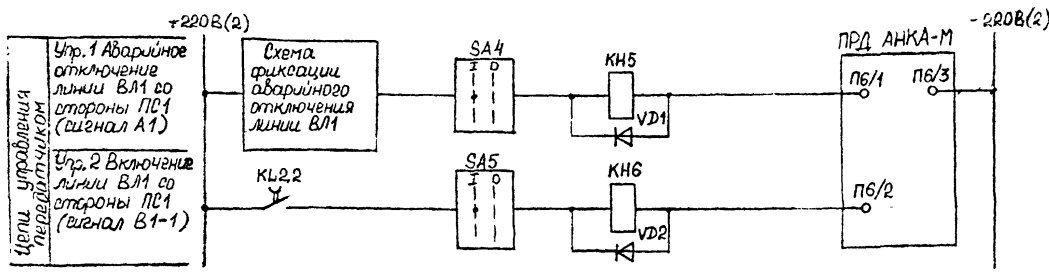 +220В(2)
-220В(2)
Цепи управления
передатчиком
Упр. 1 Аварийное
отключение
линии ВЛ1 со
стороны ПС1
(сигнал А1)
Схема
фиксации
аварийного
отключения
линии ВЛ1
SA4
I O
KH5
VD1
ПРД АНКА-М
П6/1
П6/3
Упр. 2 Включение
линии ВЛ1 со
стороны ПС1
(сигнал В1-1)
KL2.2
SA5
I O
KH6
VD2
П6/2